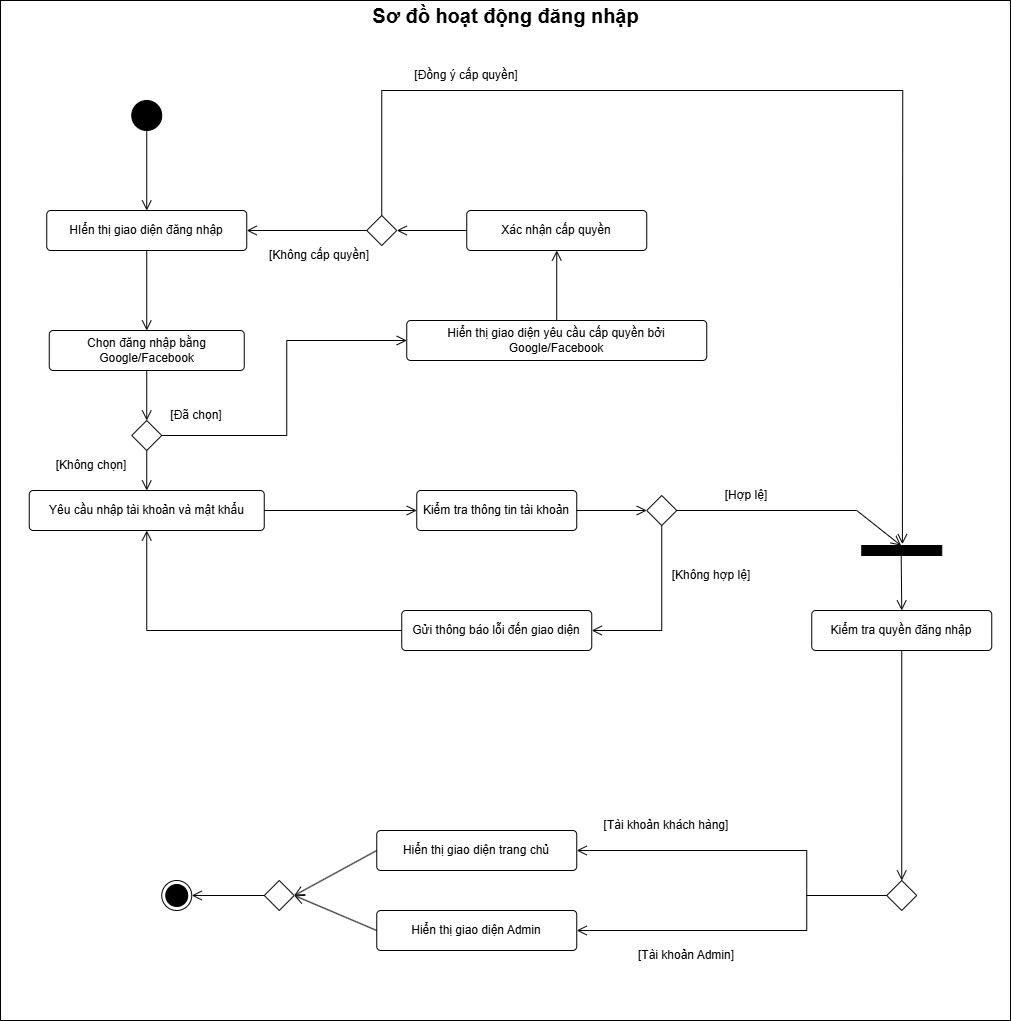 Sơ đồ hoạt động đăng nhập
[Đồng ý cấp quyền]
HIển thị giao diện đăng nhập
Xác nhận cấp quyền
[Không cấp quyền]
Chọn đăng nhập bằng
Google/Facebook
Hiển thị giao diện yêu cầu cấp quyền bởi
Google/Facebook
[Đã chọn]
[Không chọn]
Yêu cầu nhập tài khoản và mật khẩu
Kiểm tra thông tin tài khoản
[Hợp lệ]
[Không hợp lệ]
Gửi thông báo lỗi đến giao diện
Kiểm tra quyền đăng nhập
[Tài khoản khách hàng]
Hiển thị giao diện trang chủ
Hiển thị giao diện Admin
[Tài khoản Admin]